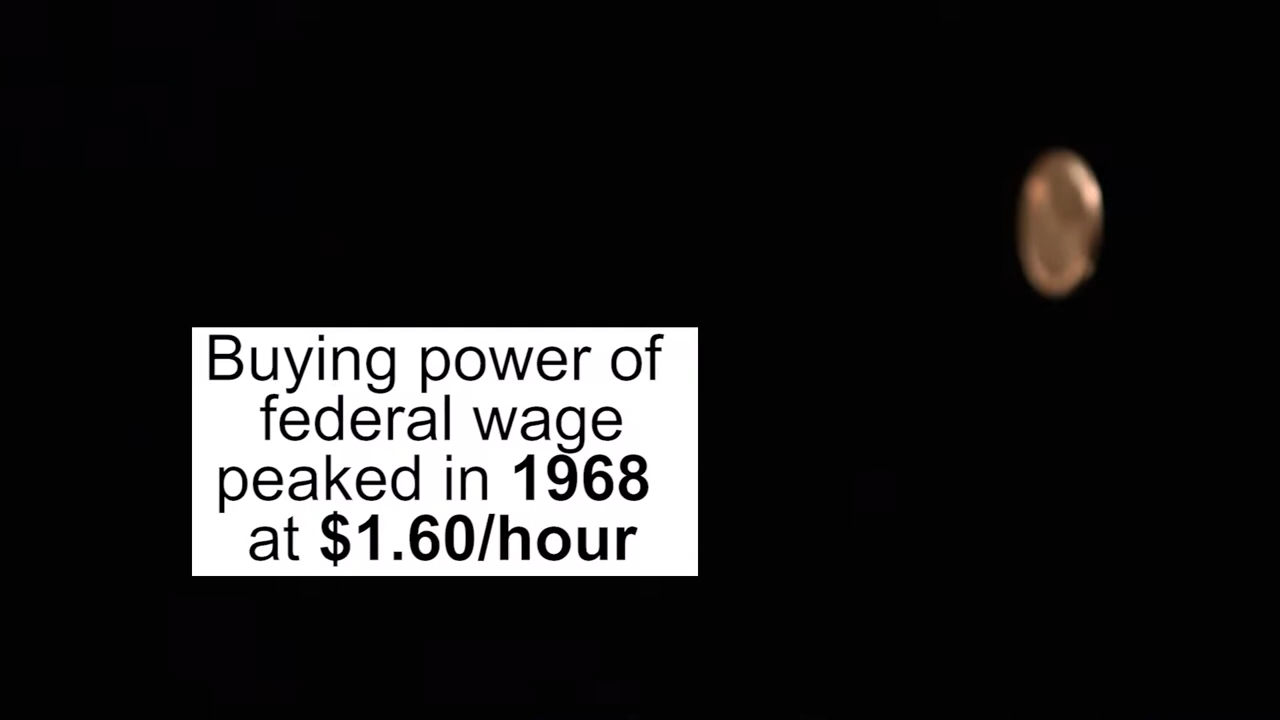 Buying power of
federal wage
peaked in 1968
at $1.60/hour